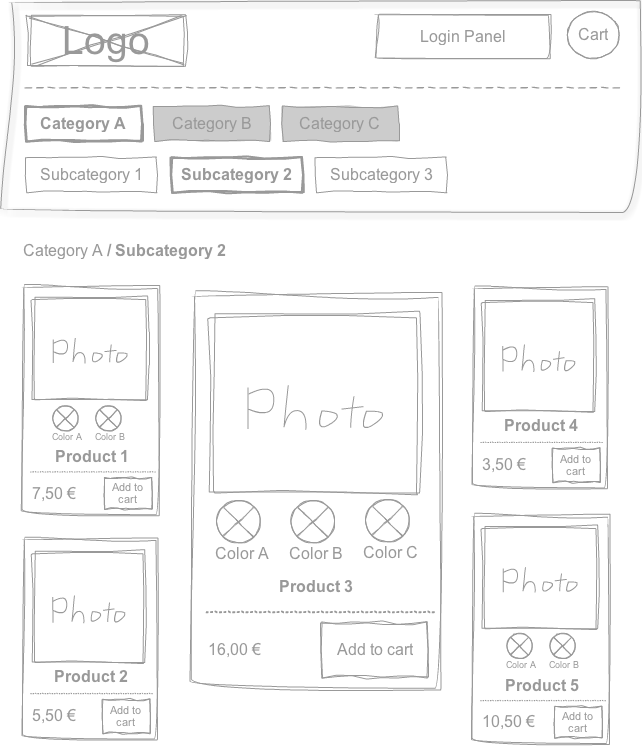 Logo
Login Panel
Cart
Category A
Category B
Category C
Subcategory 1
Subcategory 2
Subcategory 3
Category A / Subcategory 2
Photo
Color A
Color B
Product 1
7,50 €
Add to
cart
Photo
Product 2
5,50 €
Add to
cart
Photo
Color A
Color B
Color C
Product 3
16,00 €
Add to cart
Photo
Product 4
3,50 €
Add to
cart
Photo
Color A
Color B
Product 5
10,50 €
Add to
cart